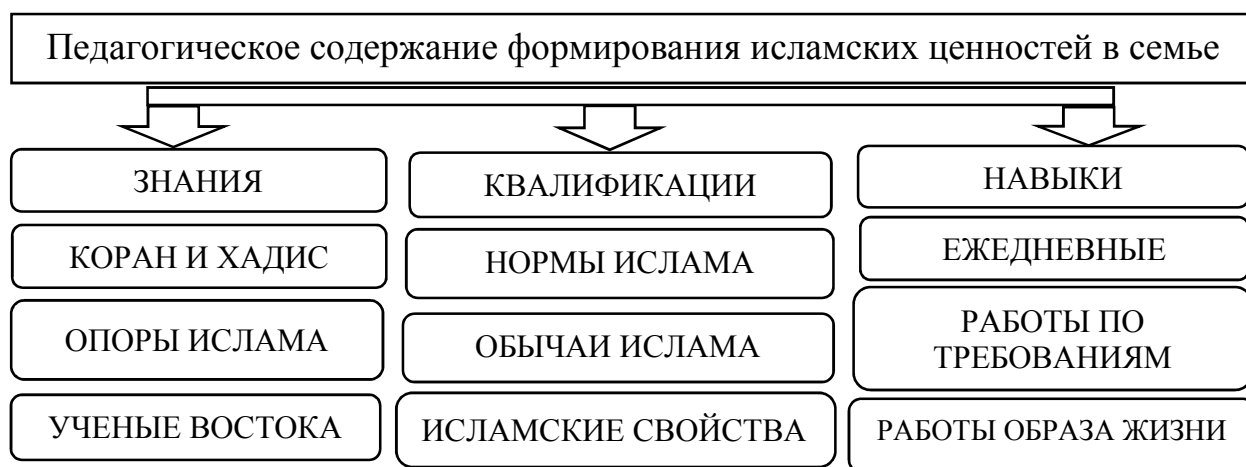 Педагогическое содержание формирования исламских ценностей в семье
ЗНАНИЯ
КОРАН И ХАДИС
ОПОРЫ ИСЛАМА
УЧЕНЫЕ ВОСТОКА
КВАЛИФИКАЦИИ
НОРМЫ ИСЛАМА
ОБЫЧАИ ИСЛАМА
ИСЛАМСКИЕ СВОЙСТВА
НАВЫКИ
ЕЖЕДНЕВНЫЕ
РАБОТЫ ПО
ТРЕБОВАНИЯМ
РАБОТЫ ОБРАЗА ЖИЗНИ